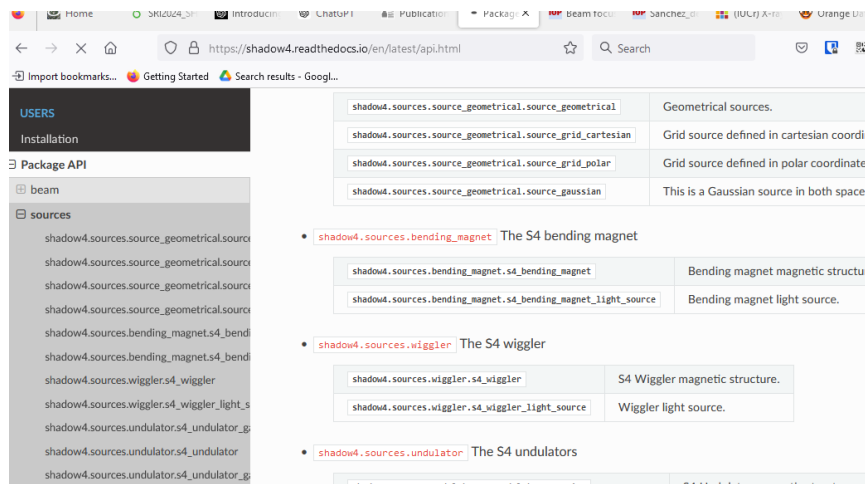 Home SRI2024_Sr Introducin ChatGPT Publication Package Beam focu Sanchez_d (IUCr) X-ra Orange Da
https://shadow4.readthedocs.io/en/latest/api.html Search
Import bookmarks... Getting Started Search results - Googl...
USERS
Installation
Package API
beam
sources
shadow4.sources.source_geometrical.source
shadow4.sources.source_geometrical.source
shadow4.sources.source_geometrical.source
shadow4.sources.source_geometrical.source
shadow4.sources.bending_magnet.s4_bendi
shadow4.sources.bending_magnet.s4_bendi
shadow4.sources.wiggler.s4_wiggler
shadow4.sources.wiggler.s4_wiggler_light_s
shadow4.sources.undulator.s4_undulator_ga
shadow4.sources.undulator.s4_undulator
shadow4.sources.undulator.s4_undulator_ga
shadow4.sources.source_geometrical.source_geometrical Geometrical sources.
shadow4.sources.source_geometrical.source_grid_cartesian Grid source defined in cartesian coordi
shadow4.sources.source_geometrical.source_grid_polar Grid source defined in polar coordinate
shadow4.sources.source_geometrical.source_gaussian This is a Gaussian source in both space
• shadow4.sources.bending_magnet The S4 bending magnet
shadow4.sources.bending_magnet.s4_bending_magnet Bending magnet magnetic structu
shadow4.sources.bending_magnet.s4_bending_magnet_light_source Bending magnet light source.
• shadow4.sources.wiggler The S4 wiggler
shadow4.sources.wiggler.s4_wiggler S4 Wiggler magnetic structure.
shadow4.sources.wiggler.s4_wiggler_light_source Wiggler light source.
• shadow4.sources.undulator The S4 undulators